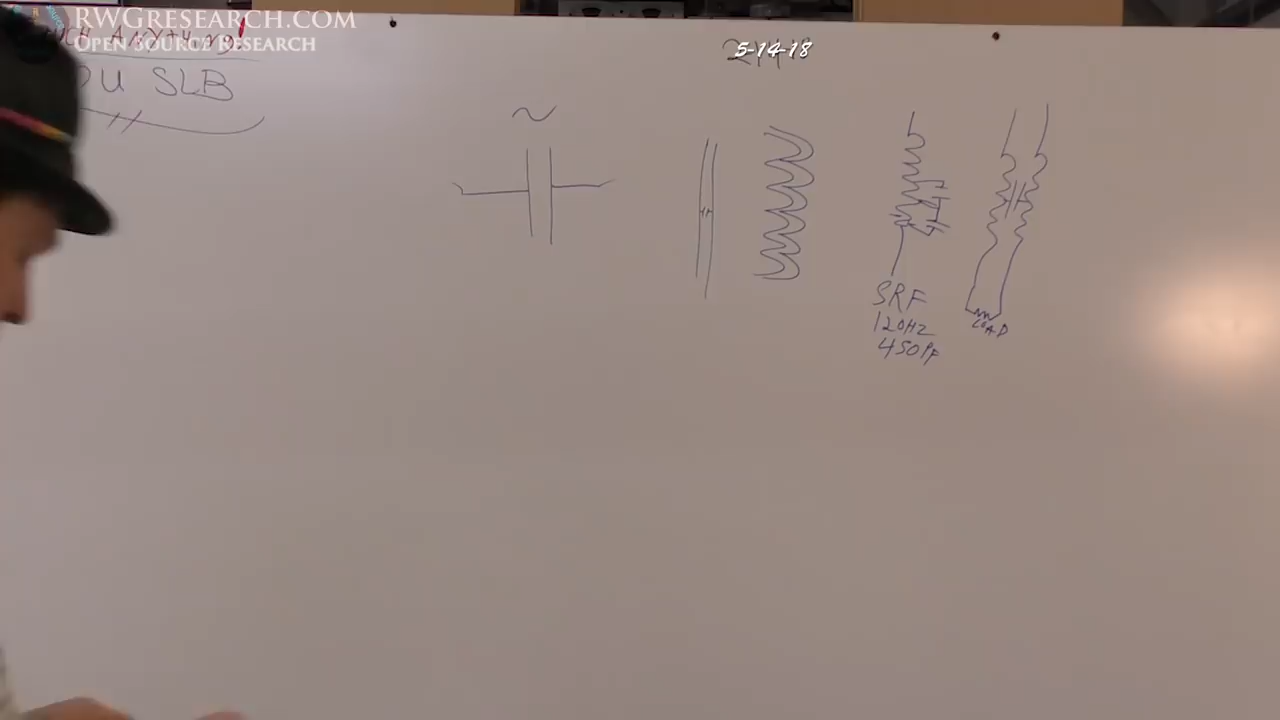 RWGRESEARCH.COM
OPEN SOURCE RESEARCH
SLB
5-14-18
SRF
120HZ
450PF
LOAD